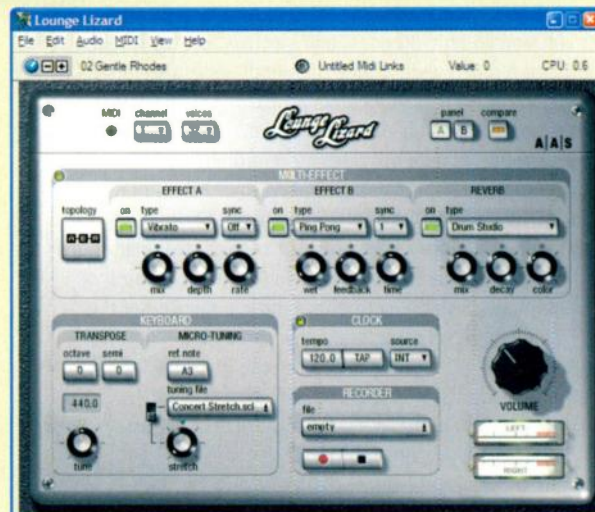 Lounge Lizard
File Edit Audio MIDI View Help
02 Gentle Rhodes Untitled Midi Links Value: 0 CPU: 0.6
MIDI channel voices Lounge Lizard panel compare
A B
A|A|S
MULTI-EFFECT
EFFECT A EFFECT B REVERB
topology on type sync on type sync on type
Vibrato Off Ping Pong 1 Drum Studio
mix depth rate wet feedback time mix decay color
KEYBOARD CLOCK
TRANSPOSE MICRO-TUNING tempo source
octave semi ref note 120.0 TAP INT
0 0 A3
tuning file RECORDER VOLUME
440.0 Concert Stretch.scl file
empty LEFT
tune stretch RIGHT